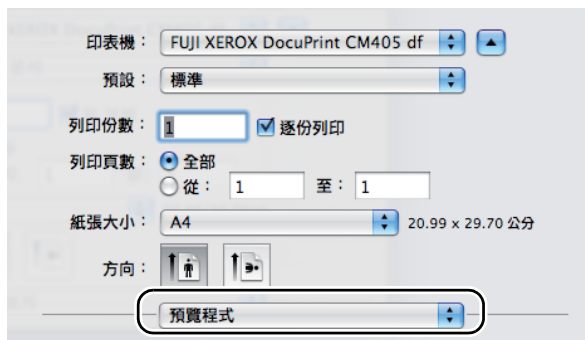 印表機： FUJI XEROX DocuPrint CM405 df
預設： 標準
列印份數： 1 逐份列印
列印頁數： 全部
從： 1 至： 1
紙張大小： A4 20.99 x 29.70 公分
方向：
預覽程式